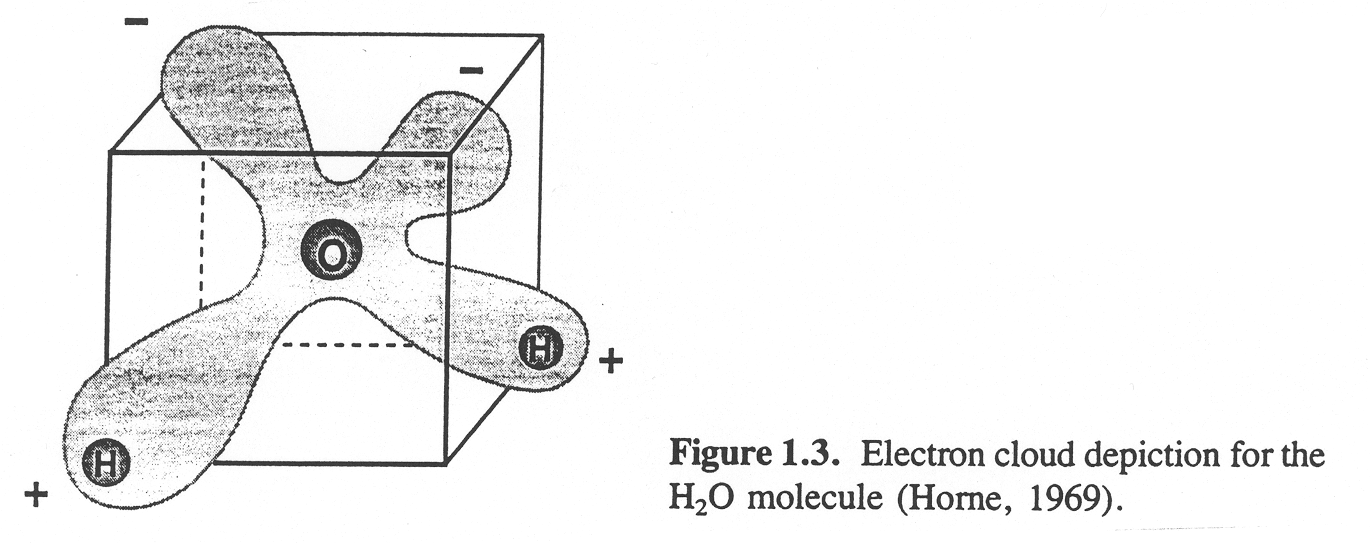 −
−
O
H
+
H
+
Figure 1.3. Electron cloud depiction for the
H₂O molecule (Horne, 1969).